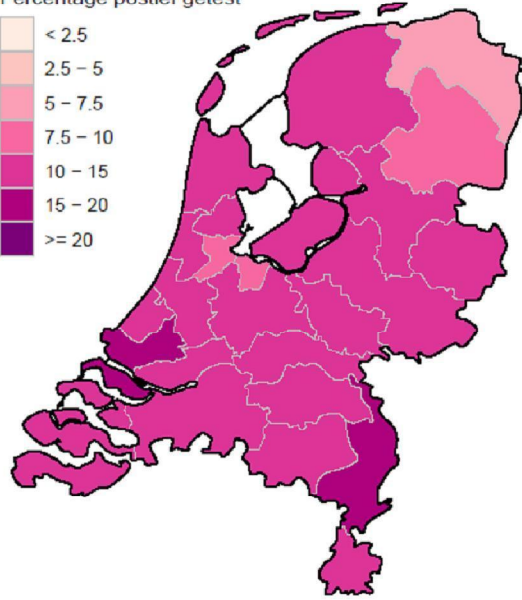 Percentage positief getest
< 2.5
2.5 – 5
5 – 7.5
7.5 – 10
10 – 15
15 – 20
>= 20